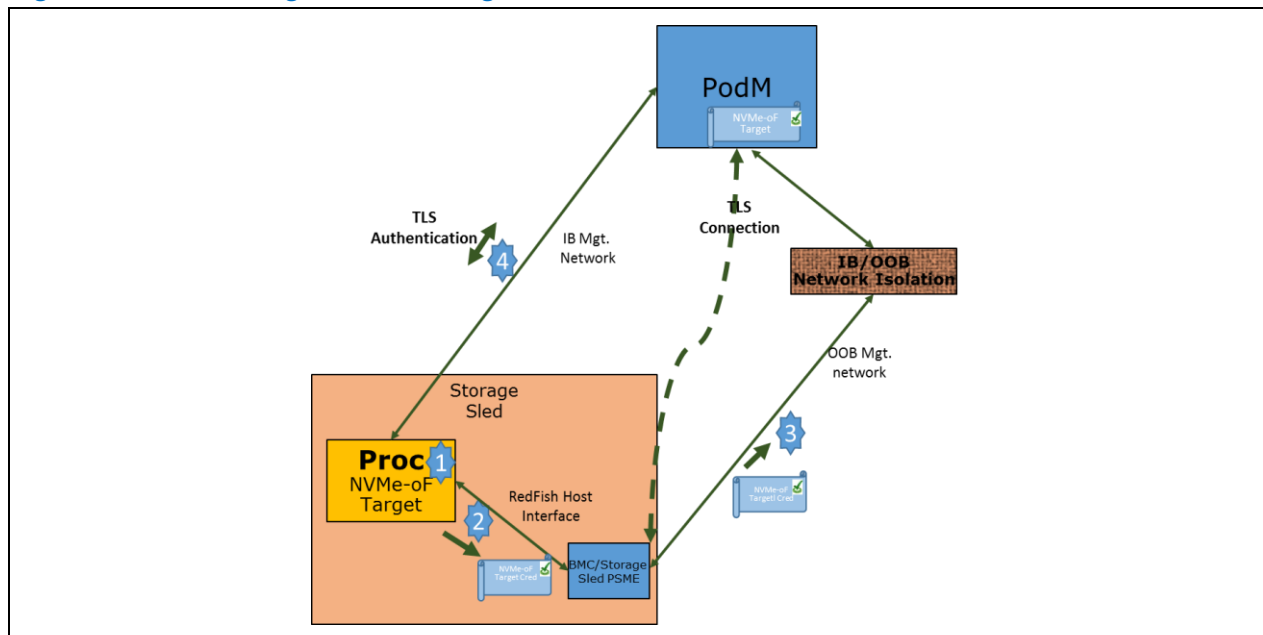 PodM
NVMe-oF
Target
TLS
Authentication
IB Mgt.
Network
4
TLS
Connection
IB/OOB
Network Isolation
OOB Mgt.
network
Storage
Sled
3
Proc
NVMe-oF
Target
1
NVMe-oF
Targetl Cred
RedFish Host
Interface
2
NVMe-oF
Target Cred
BMC/Storage
Sled PSME